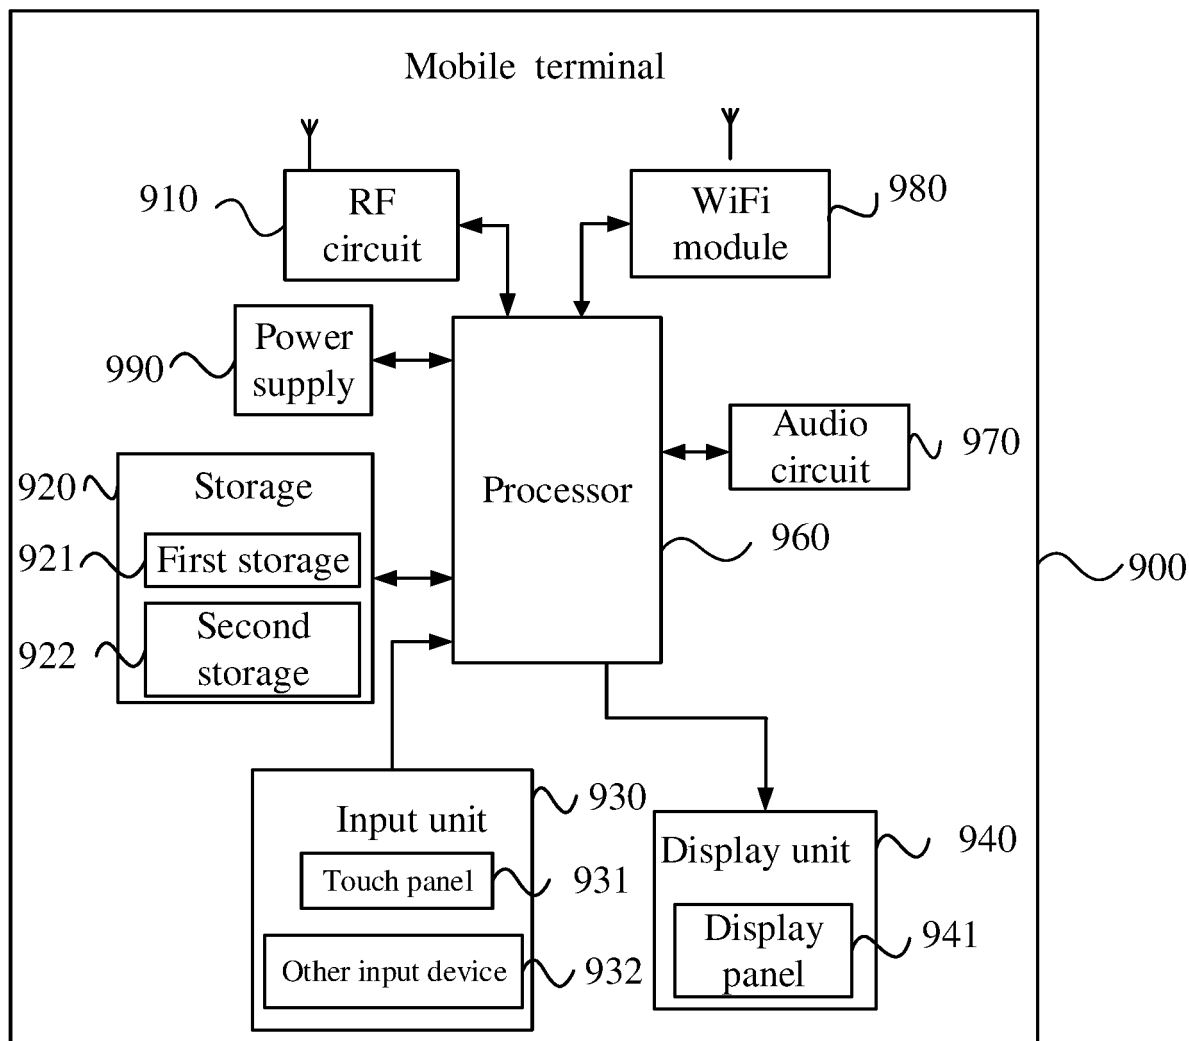 Mobile terminal
910
RF
circuit
WiFi
module
980
990
Power
supply
Processor
960
Audio
circuit
970
920
Storage
921
First storage
922
Second
storage
900
Input unit
930
Touch panel
931
Other input device
932
Display unit
940
Display
panel
941